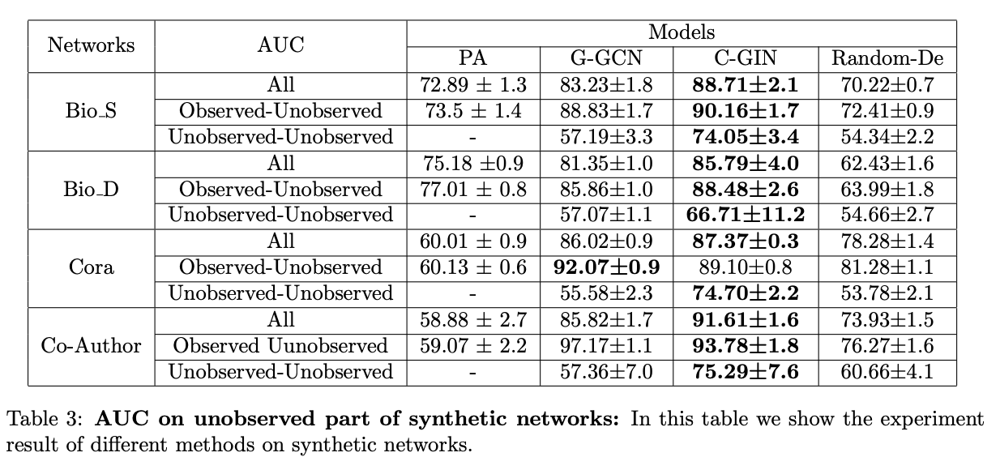 Networks AUC Models
PA G-GCN C-GIN Random-De
Bio_S All 72.89 ± 1.3 83.23±1.8 88.71±2.1 70.22±0.7
Observed-Unobserved 73.5 ± 1.4 88.83±1.7 90.16±1.7 72.41±0.9
Unobserved-Unobserved - 57.19±3.3 74.05±3.4 54.34±2.2
Bio_D All 75.18 ±0.9 81.35±1.0 85.79±4.0 62.43±1.6
Observed-Unobserved 77.01 ± 0.8 85.86±1.0 88.48±2.6 63.99±1.8
Unobserved-Unobserved - 57.07±1.1 66.71±11.2 54.66±2.7
Cora All 60.01 ± 0.9 86.02±0.9 87.37±0.3 78.28±1.4
Observed-Unobserved 60.13 ± 0.6 92.07±0.9 89.10±0.8 81.28±1.1
Unobserved-Unobserved - 55.58±2.3 74.70±2.2 53.78±2.1
Co-Author All 58.88 ± 2.7 85.82±1.7 91.61±1.6 73.93±1.5
Observed Uunobserved 59.07 ± 2.2 97.17±1.1 93.78±1.8 76.27±1.6
Unobserved-Unobserved - 57.36±7.0 75.29±7.6 60.66±4.1
Table 3: AUC on unobserved part of synthetic networks: In this table we show the experiment
result of different methods on synthetic networks.